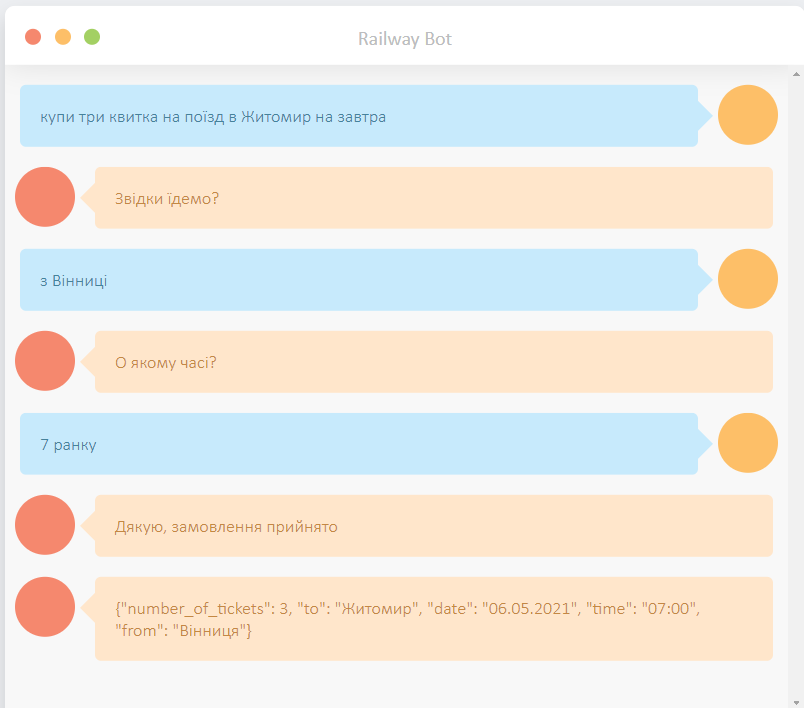 Railway Bot
купи три квитка на поїзд в Житомир на завтра
Звідки їдемо?
з Вінниці
О якому часі?
7 ранку
Дякую, замовлення прийнято
{"number_of_tickets": 3, "to": "Житомир", "date": "06.05.2021", "time": "07:00",
"from": "Вінниця"}